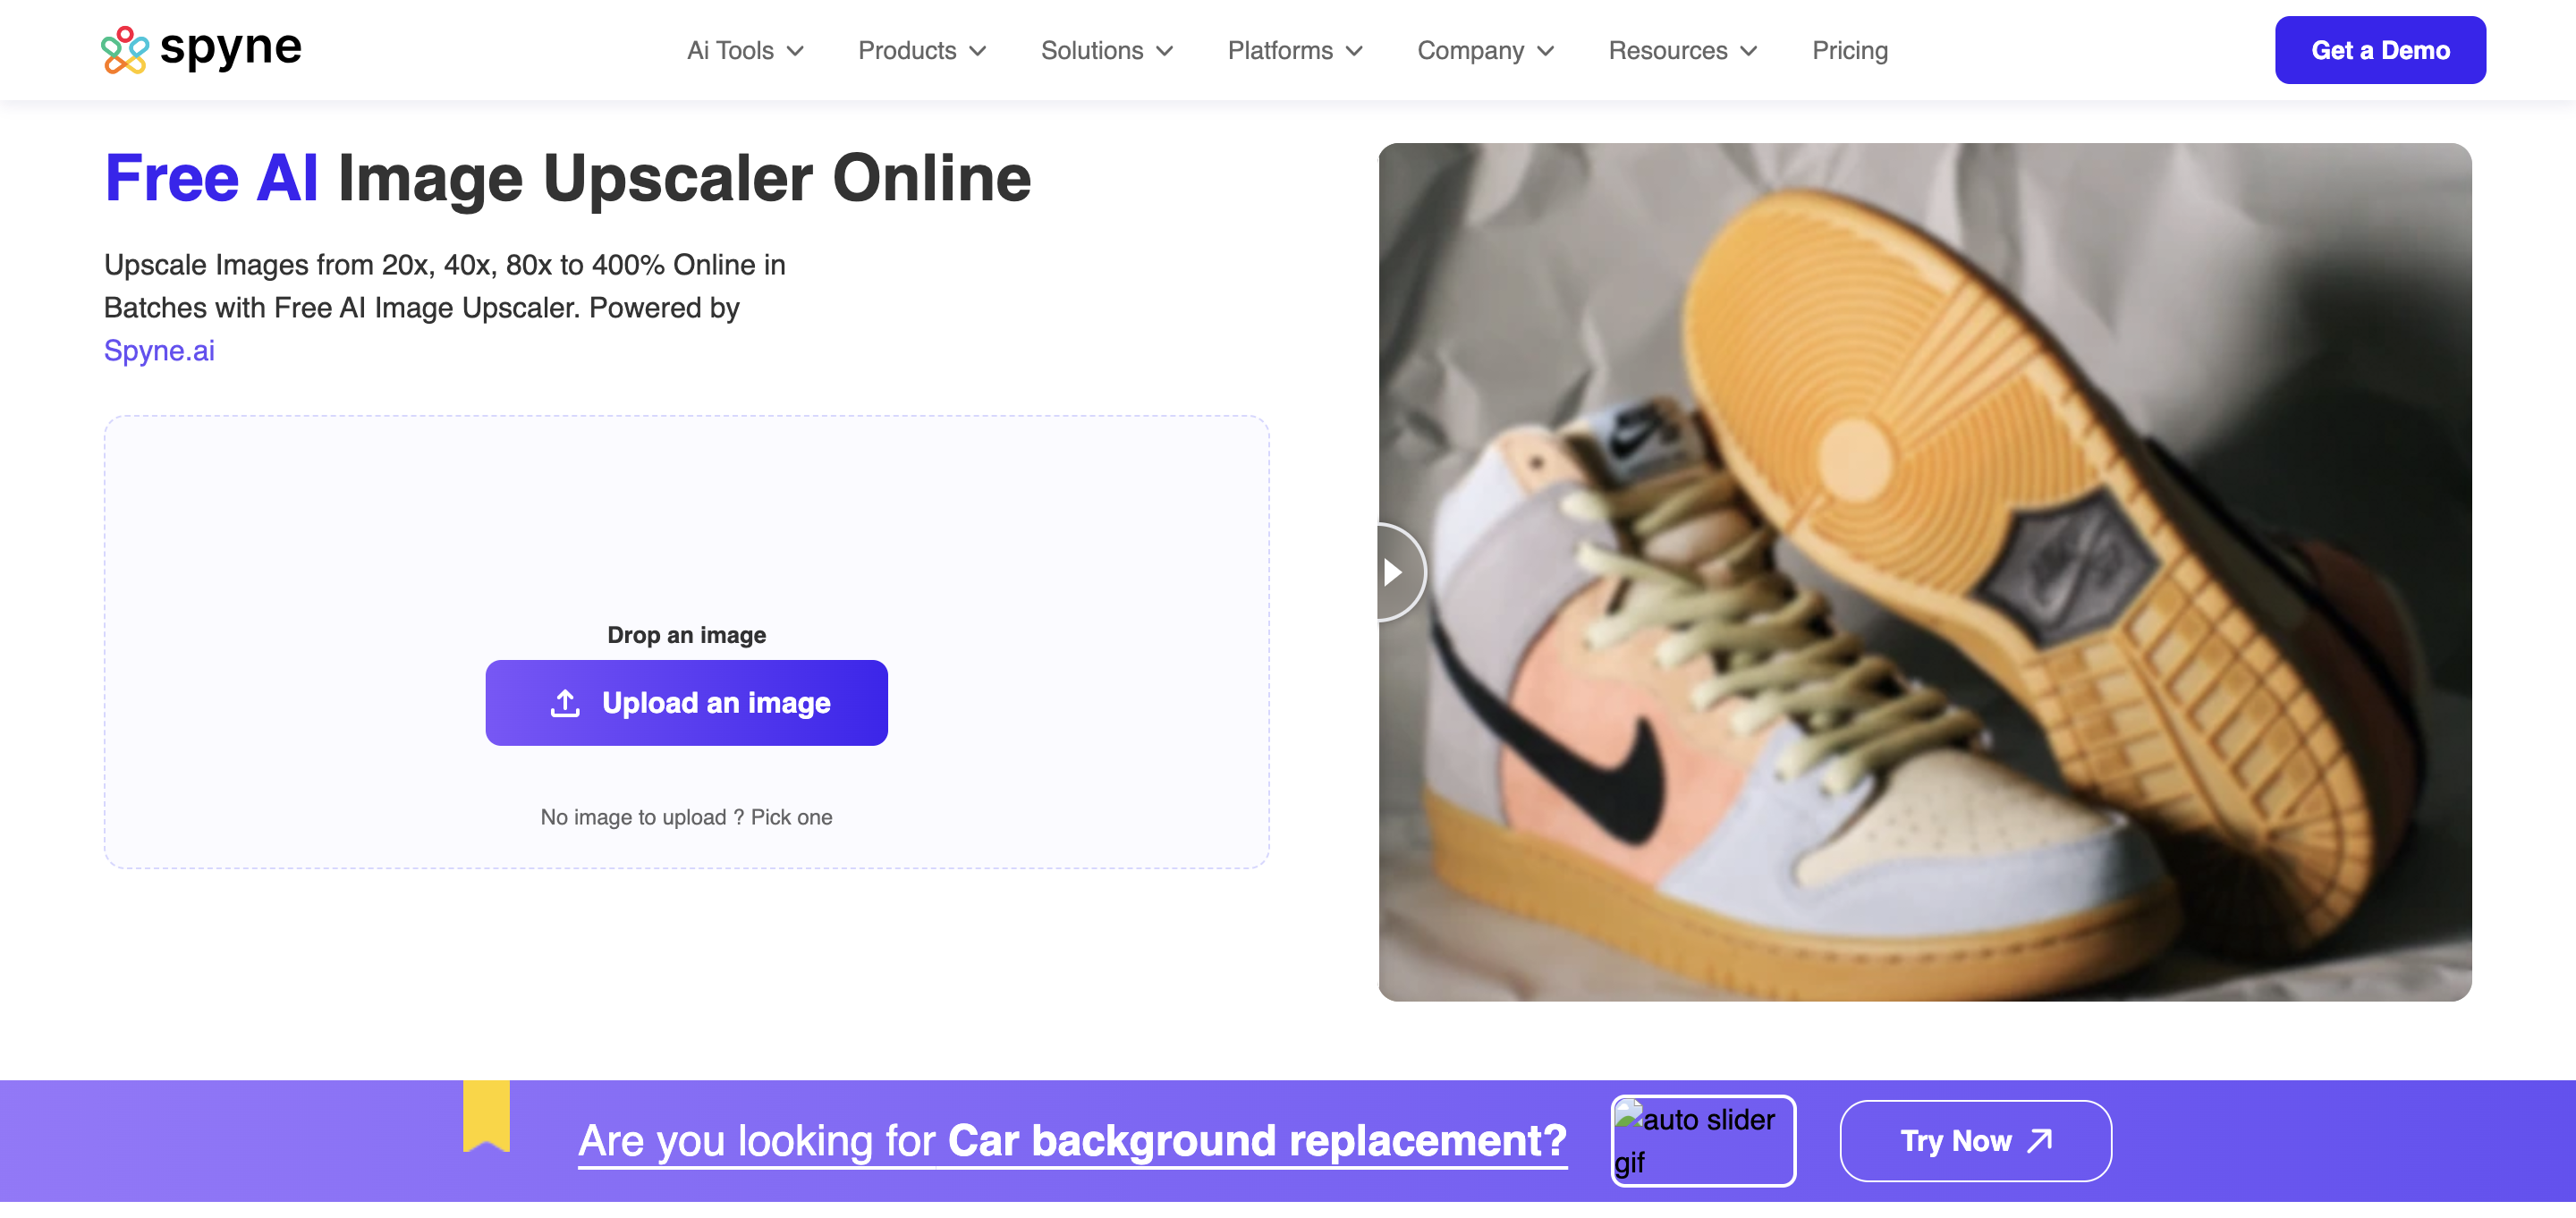 spyne
Ai Tools
Products
Solutions
Platforms
Company
Resources
Pricing
Get a Demo
Free AI Image Upscaler Online
Upscale Images from 20x, 40x, 80x to 400% Online in
Batches with Free AI Image Upscaler. Powered by
Spyne.ai
Drop an image
Upload an image
No image to upload ? Pick one
Are you looking for Car background replacement?
auto slider
gif
Try Now